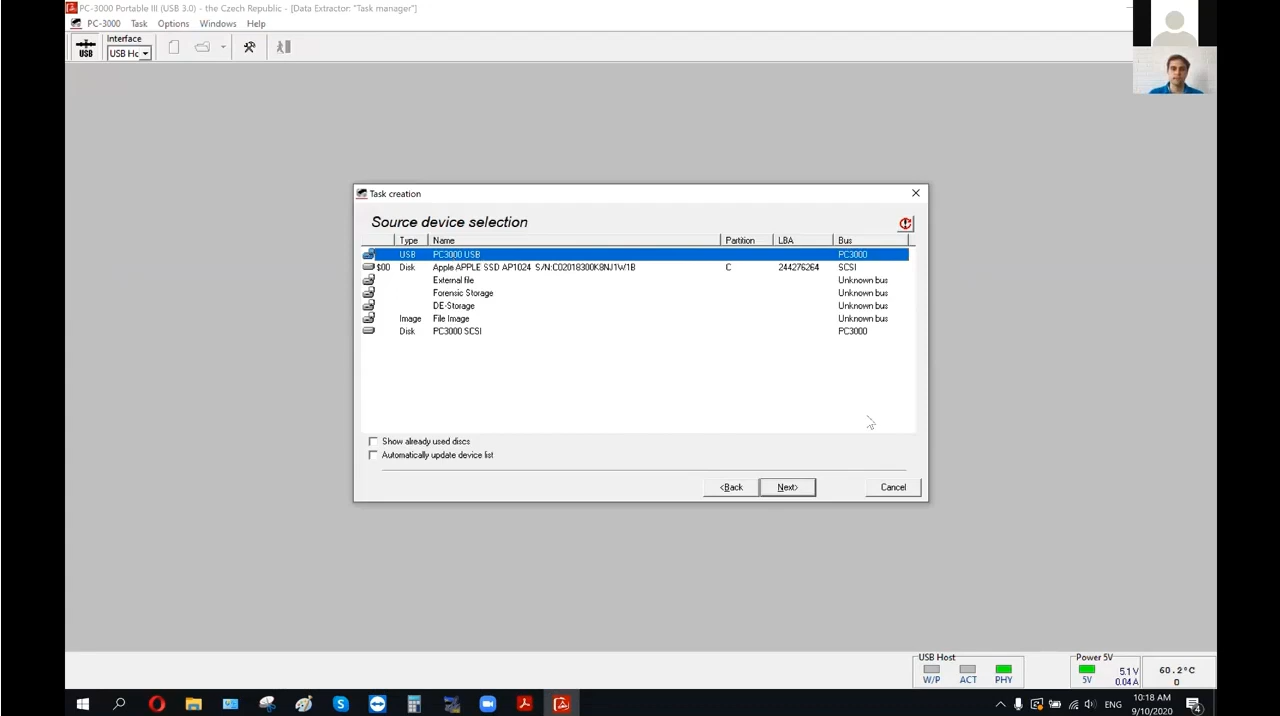 PC-3000 Portable III (USB 3.0) - the Czech Republic - [Data Extractor: "Task manager"]
PC-3000 Task Options Windows Help
Interface
USB
USB Hc
Task creation
Source device selection
Type Name Partition LBA Bus
USB PC3000 USB PC3000
$00 Disk Apple APPLE SSD AP1024 S/N:C02018300K8NJ1W1B C 244276264 SCSI
External file Unknown bus
Forensic Storage Unknown bus
DE-Storage Unknown bus
Image File Image Unknown bus
Disk PC3000 SCSI PC3000
Show already used discs
Automatically update device list
<Back Next> Cancel
USB Host Power 5V
W/P ACT PHY 5V 5.1 V 0.04 A 60.2°C 0
10:18 AM
ENG
9/10/2020
4